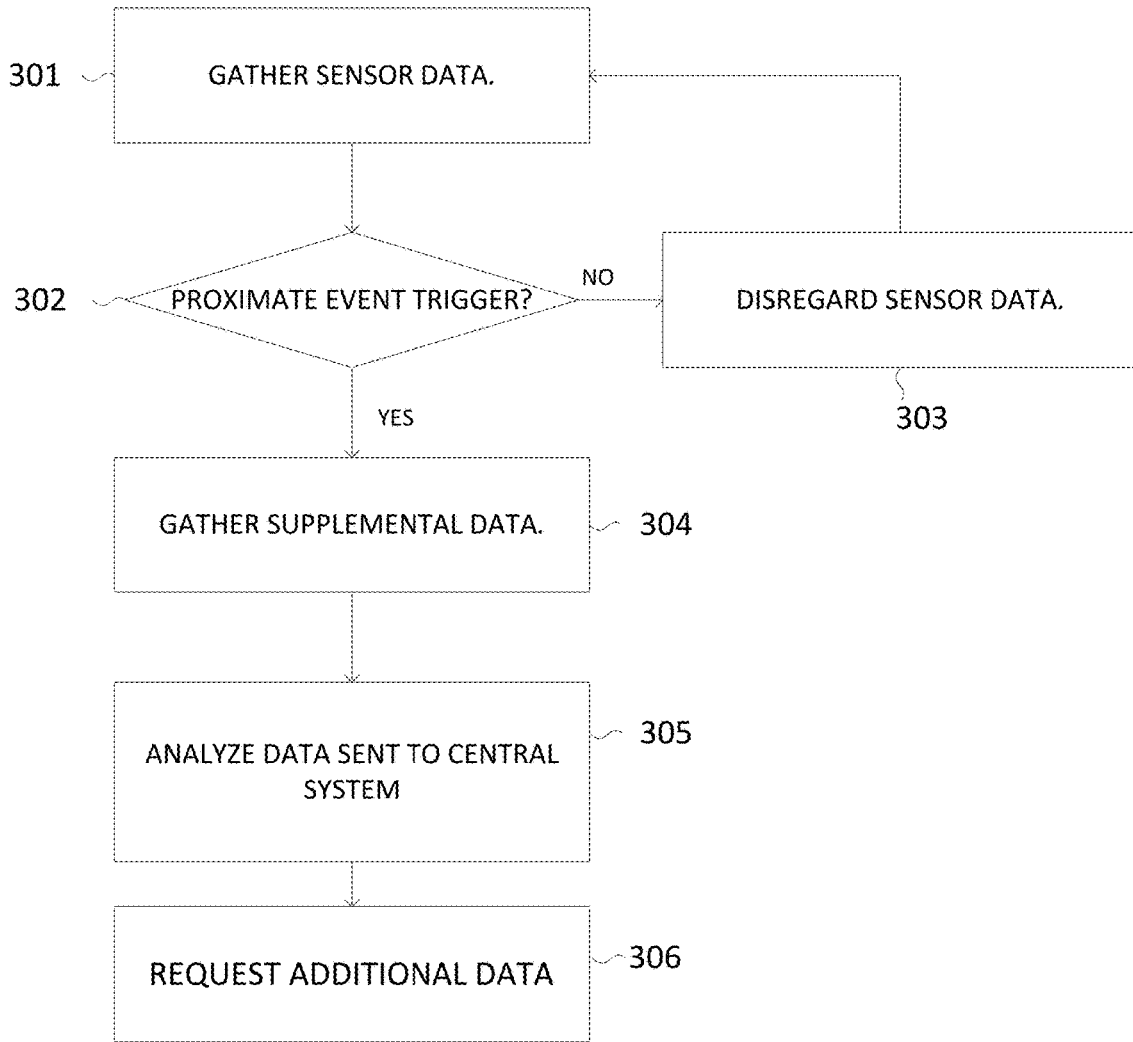 301
GATHER SENSOR DATA.
302
PROXIMATE EVENT TRIGGER?
NO
DISREGARD SENSOR DATA.
303
YES
GATHER SUPPLEMENTAL DATA.
304
ANALYZE DATA SENT TO CENTRAL
SYSTEM
305
REQUEST ADDITIONAL DATA
306